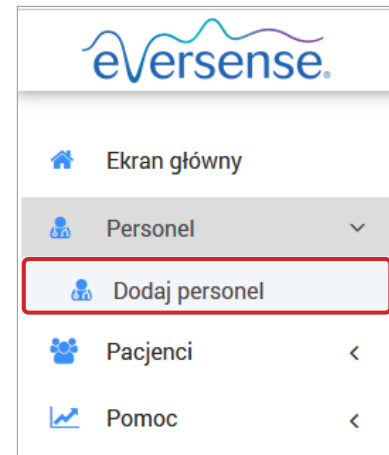 eversense.
Ekran główny
Personel
Dodaj personel
Pacjenci
Pomoc